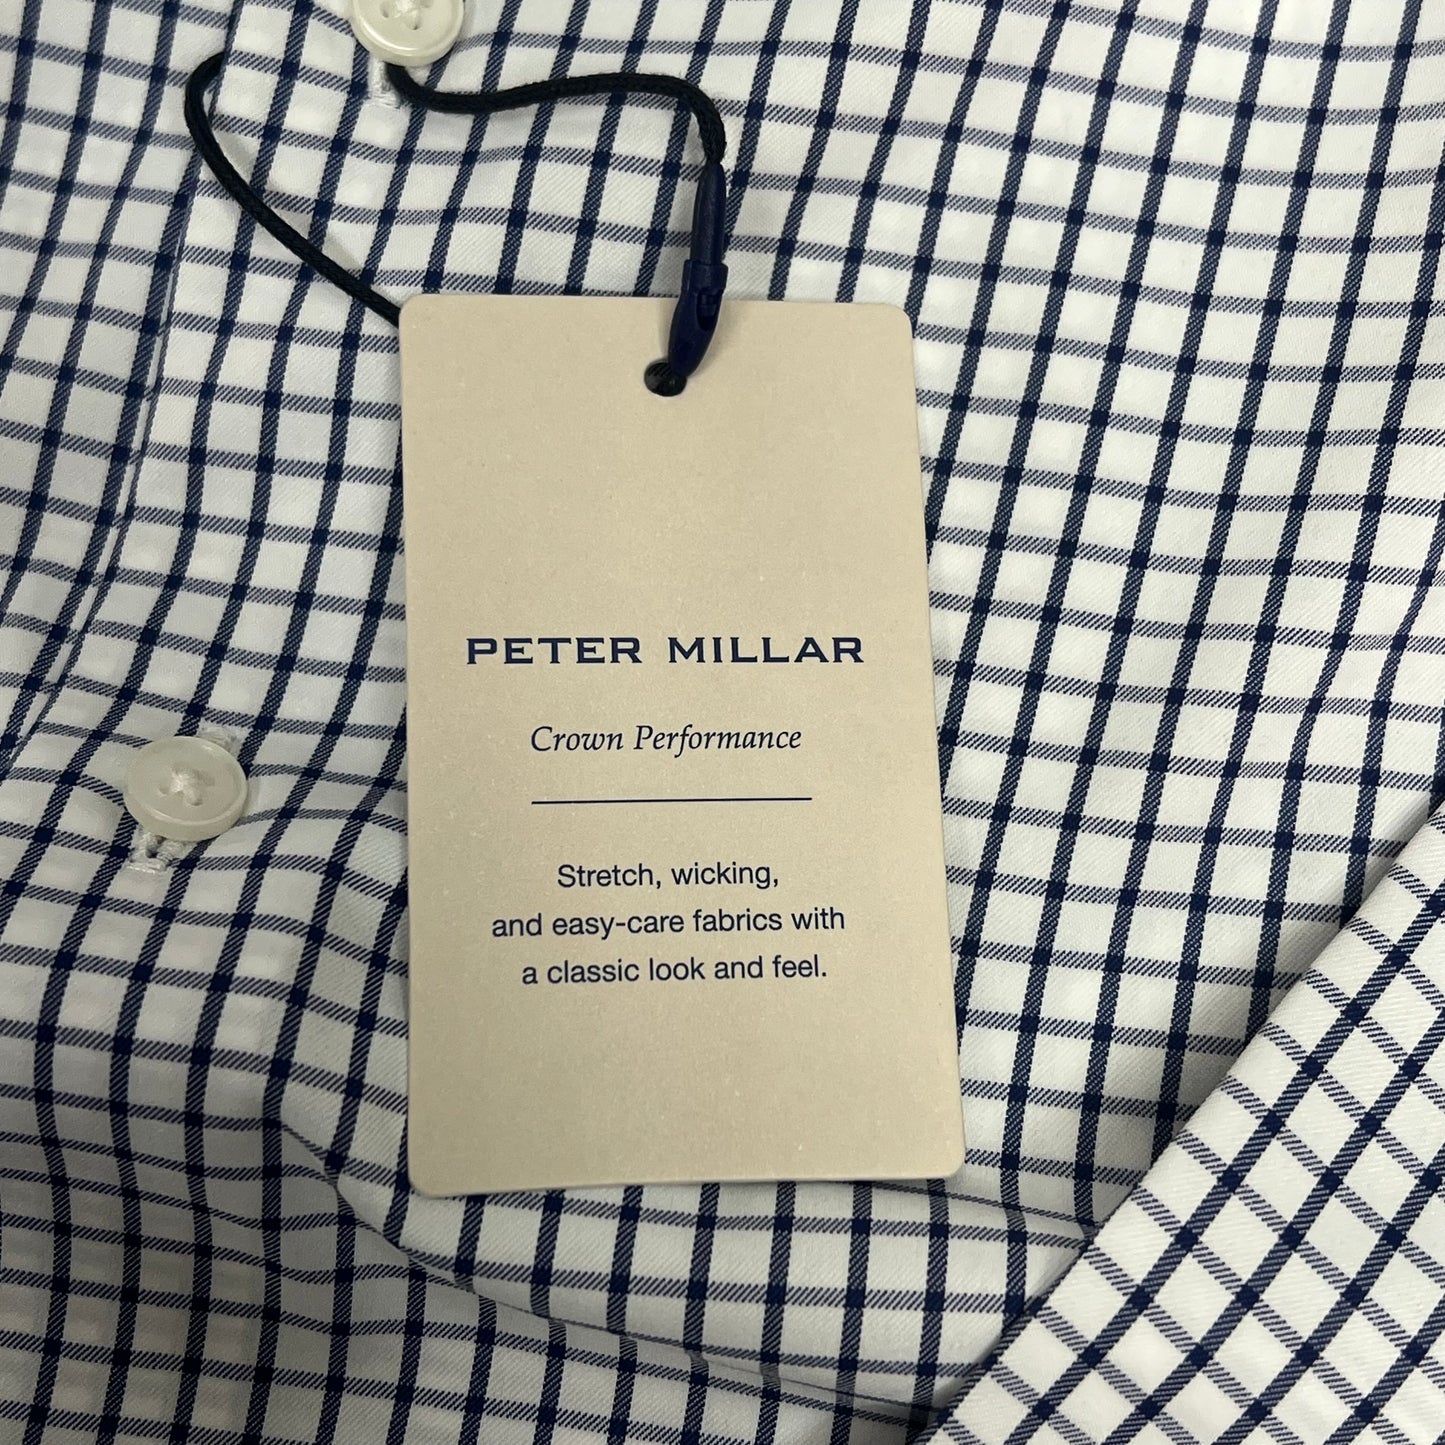 PETER MILLAR
Crown Performance
Stretch, wicking,
and easy-care fabrics with
a classic look and feel.